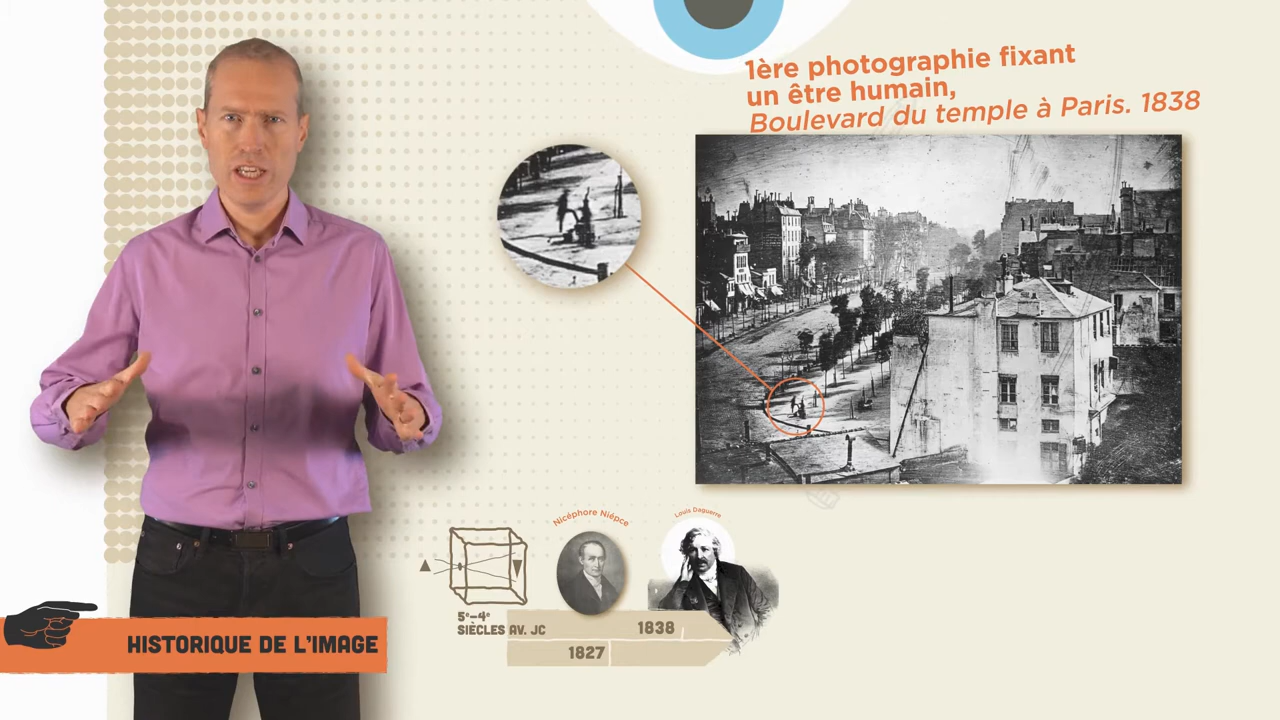 1ère photographie fixant
un être humain,
Boulevard du temple à Paris. 1838
Nicéphore Niépce
Louis Daguerre
5e–4e
SIÈCLES AV. JC
1838
1827
HISTORIQUE DE L'IMAGE